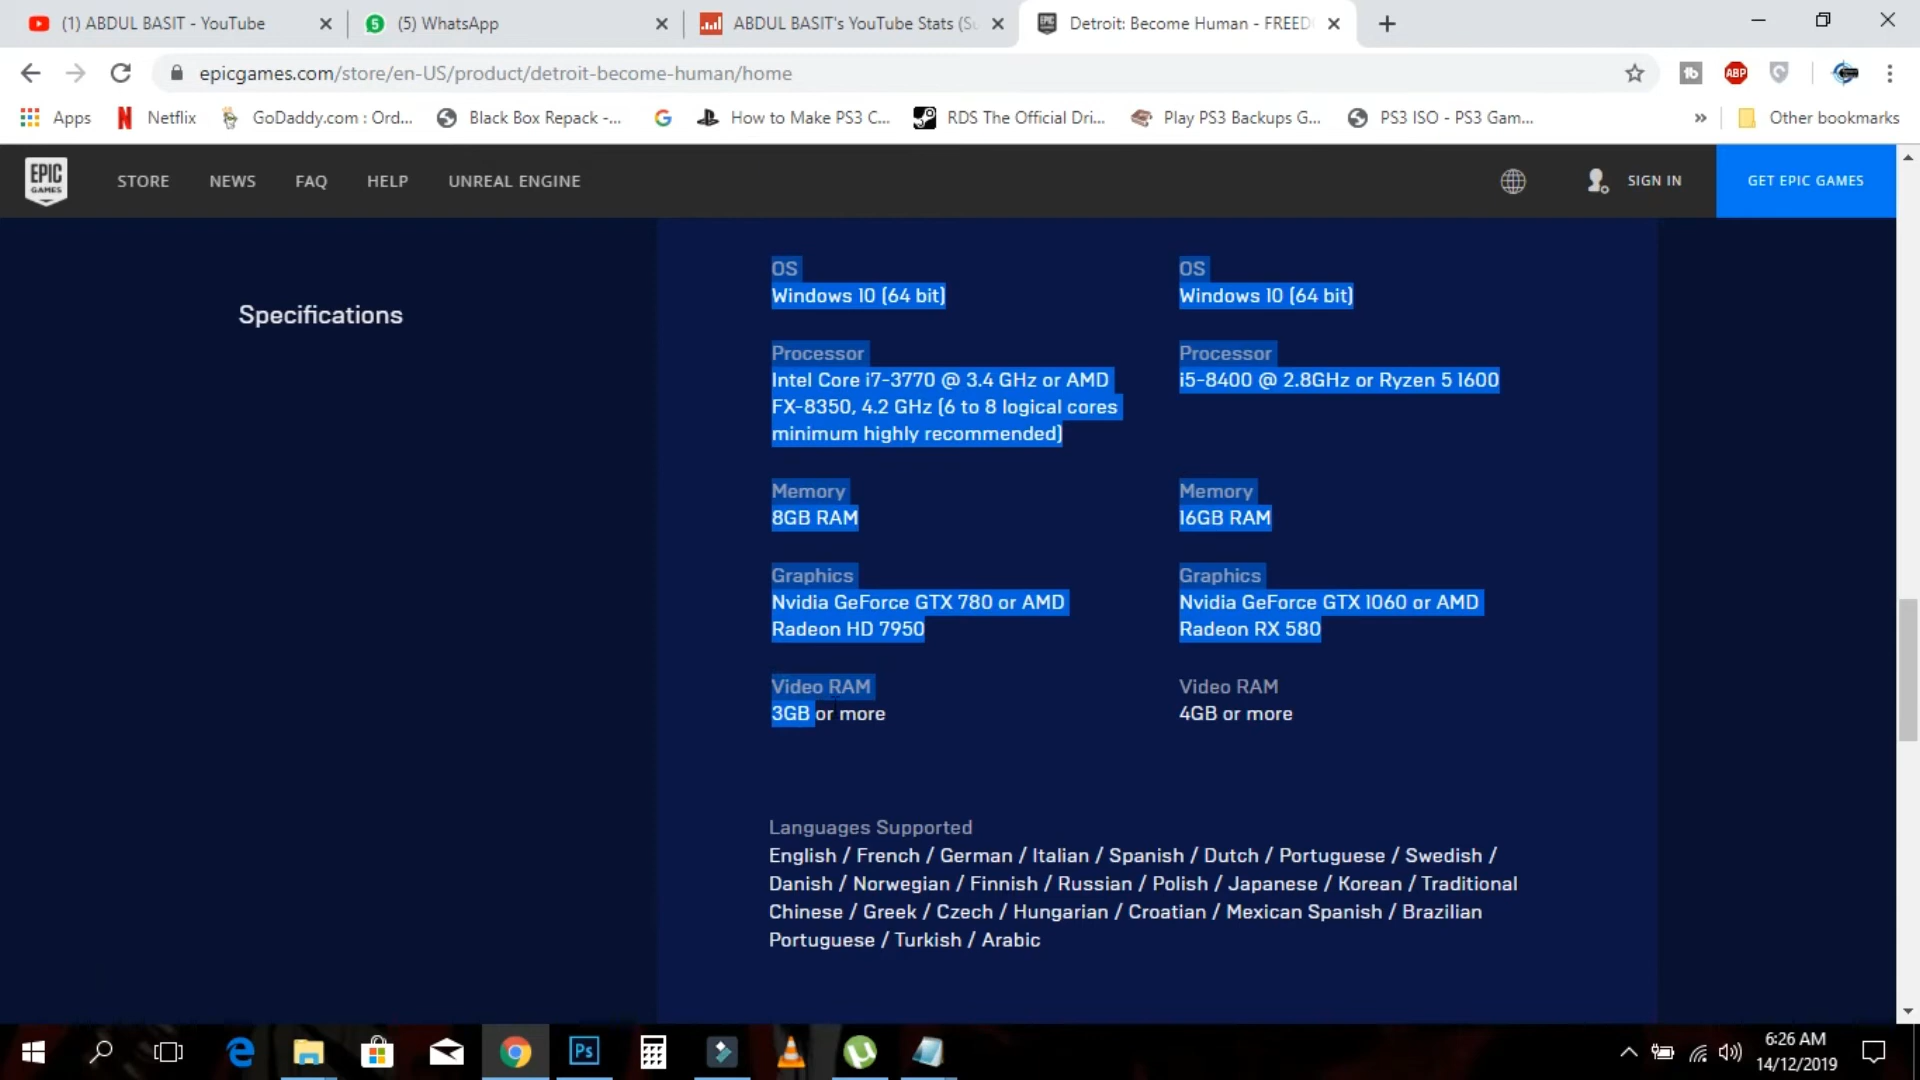 (1) ABDUL BASIT - YouTube
5
(5) WhatsApp
ABDUL BASIT's YouTube Stats (Su
EPIC
Detroit: Become Human - FREED
epicgames.com/store/en-US/product/detroit-become-human/home
tb
ABP
Apps
Netflix
GoDaddy.com : Ord...
Black Box Repack -...
How to Make PS3 C...
RDS The Official Dri...
Play PS3 Backups G...
PS3 ISO - PS3 Gam...
»
Other bookmarks
EPIC
GAMES
STORE
NEWS
FAQ
HELP
UNREAL ENGINE
SIGN IN
GET EPIC GAMES
Specifications
OS
Windows 10 (64 bit)
OS
Windows 10 (64 bit)
Processor
Intel Core i7-3770 @ 3.4 GHz or AMD
FX-8350, 4.2 GHz (6 to 8 logical cores
minimum highly recommended)
Processor
i5-8400 @ 2.8GHz or Ryzen 5 1600
Memory
8GB RAM
Memory
16GB RAM
Graphics
Nvidia GeForce GTX 780 or AMD
Radeon HD 7950
Graphics
Nvidia GeForce GTX 1060 or AMD
Radeon RX 580
Video RAM
3GB or more
Video RAM
4GB or more
Languages Supported
English / French / German / Italian / Spanish / Dutch / Portuguese / Swedish /
Danish / Norwegian / Finnish / Russian / Polish / Japanese / Korean / Traditional
Chinese / Greek / Czech / Hungarian / Croatian / Mexican Spanish / Brazilian
Portuguese / Turkish / Arabic
Ps
6:26 AM
14/12/2019